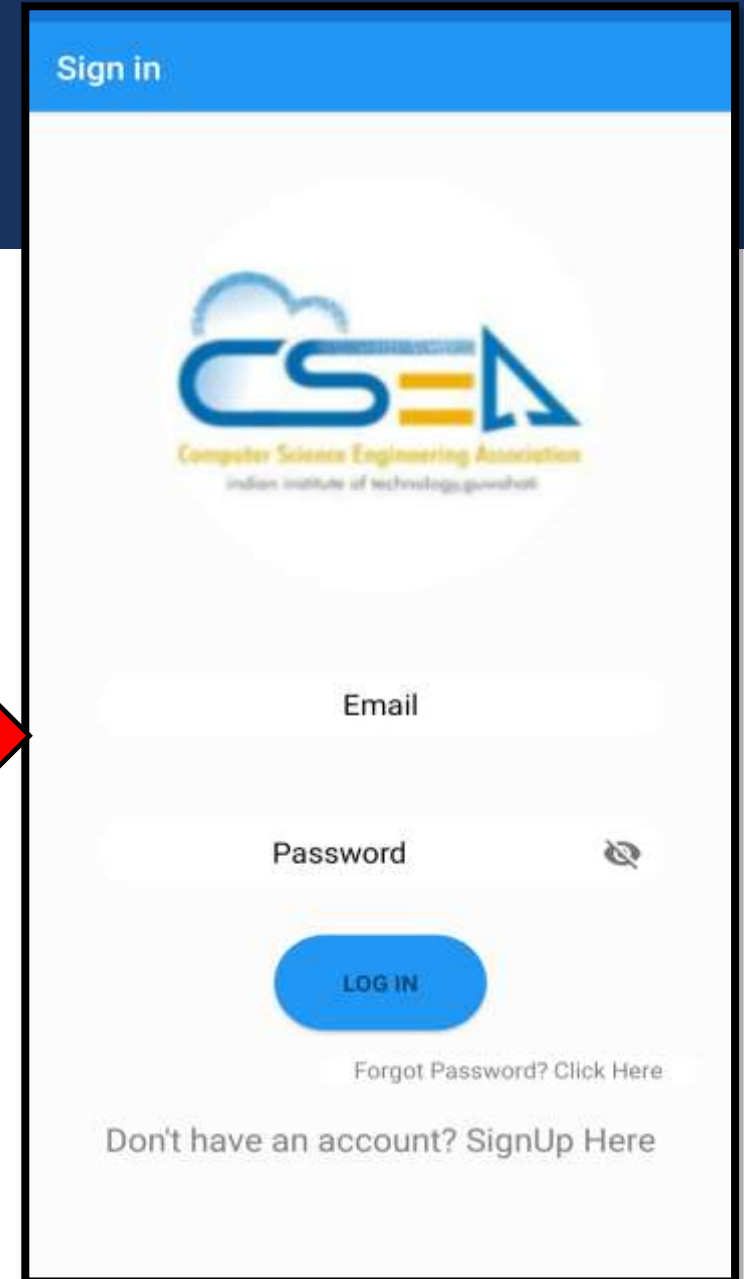 Sign in
CSEA
Computer Science Engineering Association
indian institute of technology,guwahati
Email
Password
LOG IN
Forgot Password? Click Here
Don't have an account? SignUp Here